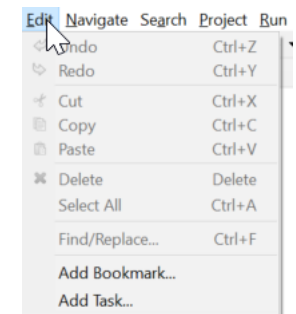 Edit Navigate Search Project Run
Undo Ctrl+Z
Redo Ctrl+Y
Cut Ctrl+X
Copy Ctrl+C
Paste Ctrl+V
Delete Delete
Select All Ctrl+A
Find/Replace... Ctrl+F
Add Bookmark...
Add Task...